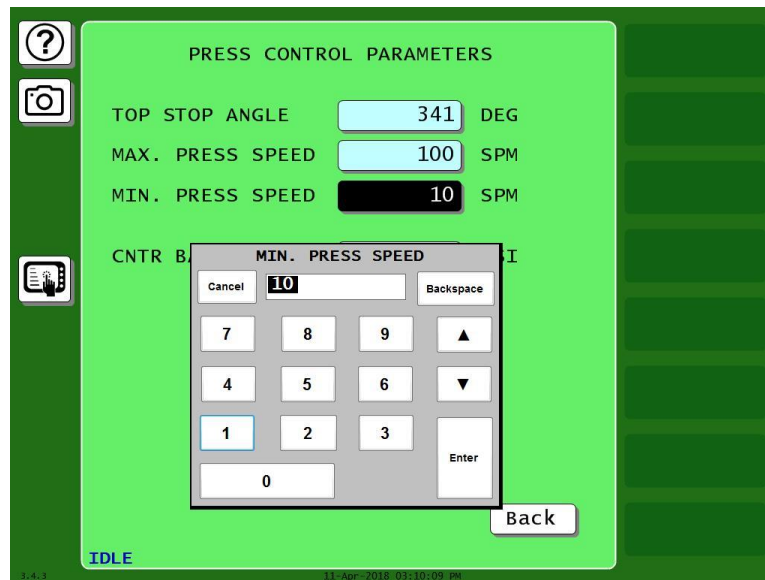 ?
PRESS CONTROL PARAMETERS
TOP STOP ANGLE 341 DEG
MAX. PRESS SPEED 100 SPM
MIN. PRESS SPEED 10 SPM
CNTR
MIN. PRESS SPEED
Cancel 10 Backspace
7 8 9 ▲
4 5 6 ▼
1 2 3
Enter
0
Back
IDLE
3.4.3 11-Apr-2018 03:10:09 PM